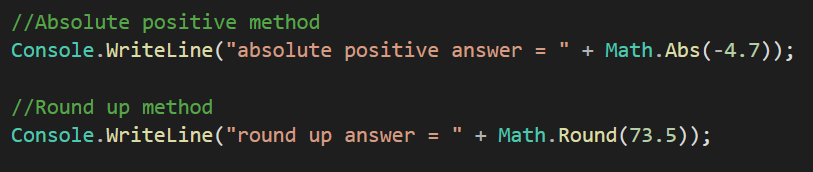 //Absolute positive method
Console.WriteLine("absolute positive answer = " + Math.Abs(-4.7));
//Round up method
Console.WriteLine("round up answer = " + Math.Round(73.5));